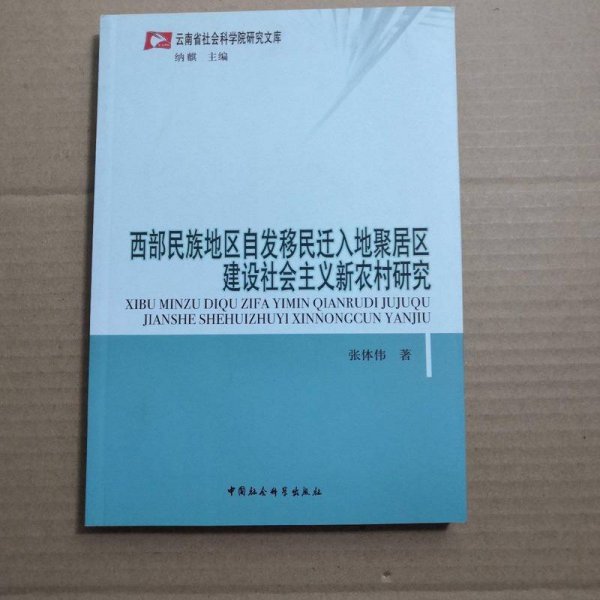 云南省社会科学院研究文库
纳麒 主编
西部民族地区自发移民迁入地聚居区
建设社会主义新农村研究
XIBU MINZU DIQU ZIFA YIMIN QIANRUDI JUJUQU
JIANSHE SHEHUIZHUYI XINNONGCUN YANJIU
张体伟 著
中国社会科学出版社